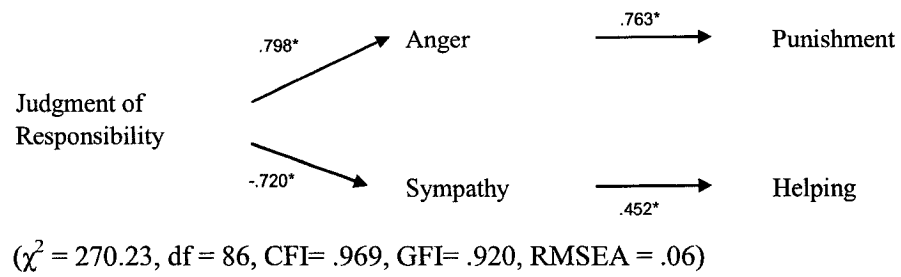 .798*
Anger
.763*
Punishment
Judgment of
Responsibility
-.720*
Sympathy
.452*
Helping
(χ² = 270.23, df = 86, CFI= .969, GFI= .920, RMSEA = .06)